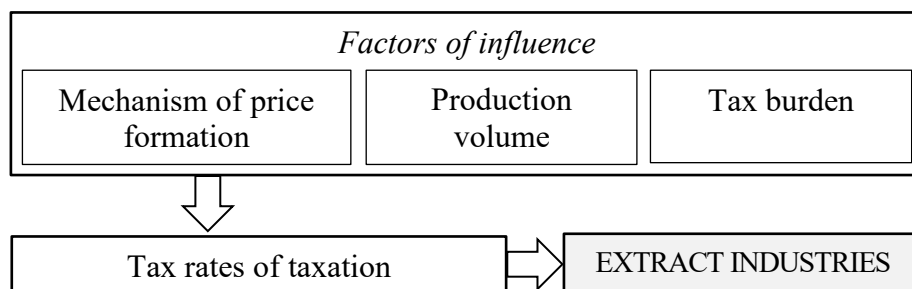 Factors of influence
Mechanism of price
formation
Production
volume
Tax burden
Tax rates of taxation
EXTRACT INDUSTRIES